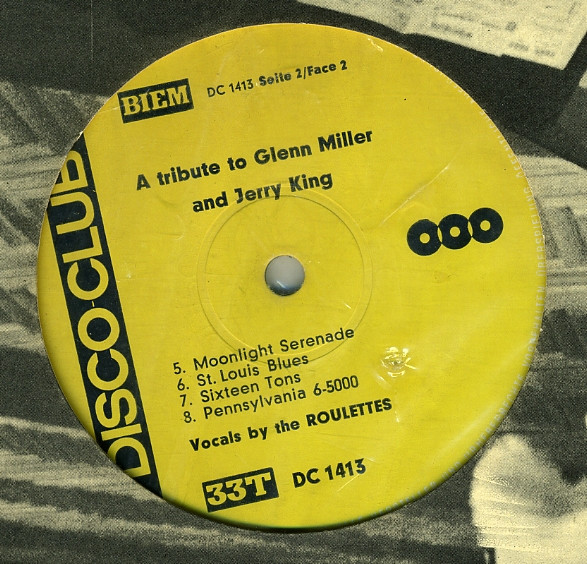 BIEM
DC 1413 Seite 2/Face 2
A tribute to Glenn Miller
and Jerry King
DISCO-CLUB
5. Moonlight Serenade
6. St. Louis Blues
7. Sixteen Tons
8. Pennsylvania 6-5000
Vocals by the ROULETTES
33T DC 1413